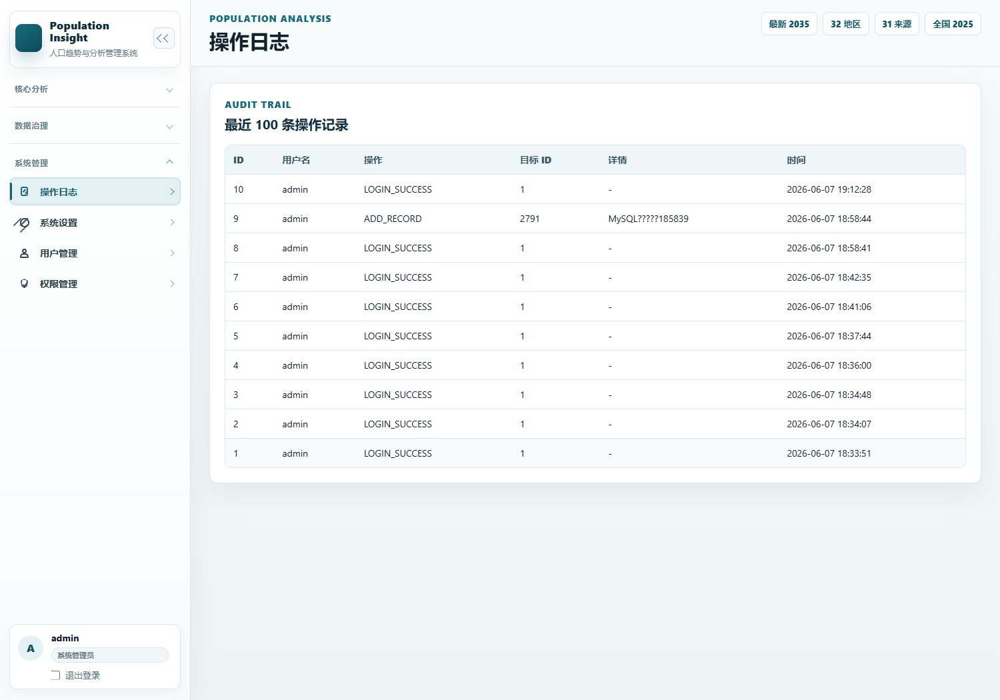 Population
Insight
人口趋势与分析管理系统
核心分析
数据治理
系统管理
操作日志
系统设置
用户管理
权限管理
A
admin
系统管理员
退出登录
POPULATION ANALYSIS
操作日志
最新 2035
32 地区
31 来源
全国 2025
AUDIT TRAIL
最近 100 条操作记录
ID 用户名 操作 目标 ID 详情 时间
10 admin LOGIN_SUCCESS 1 - 2026-06-07 19:12:28
9 admin ADD_RECORD 2791 MySQL?????185839 2026-06-07 18:58:44
8 admin LOGIN_SUCCESS 1 - 2026-06-07 18:58:41
7 admin LOGIN_SUCCESS 1 - 2026-06-07 18:42:35
6 admin LOGIN_SUCCESS 1 - 2026-06-07 18:41:06
5 admin LOGIN_SUCCESS 1 - 2026-06-07 18:37:44
4 admin LOGIN_SUCCESS 1 - 2026-06-07 18:36:00
3 admin LOGIN_SUCCESS 1 - 2026-06-07 18:34:48
2 admin LOGIN_SUCCESS 1 - 2026-06-07 18:34:07
1 admin LOGIN_SUCCESS 1 - 2026-06-07 18:33:51